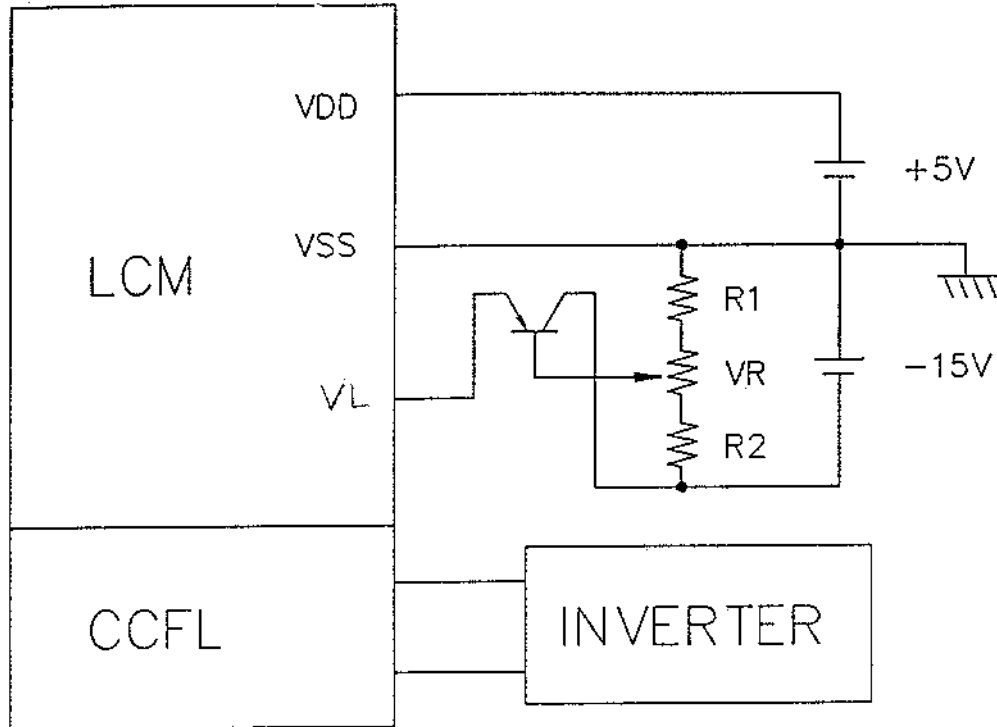 VDD
+5V
VSS
LCM
R1
VR
-15V
VL
R2
CCFL
INVERTER